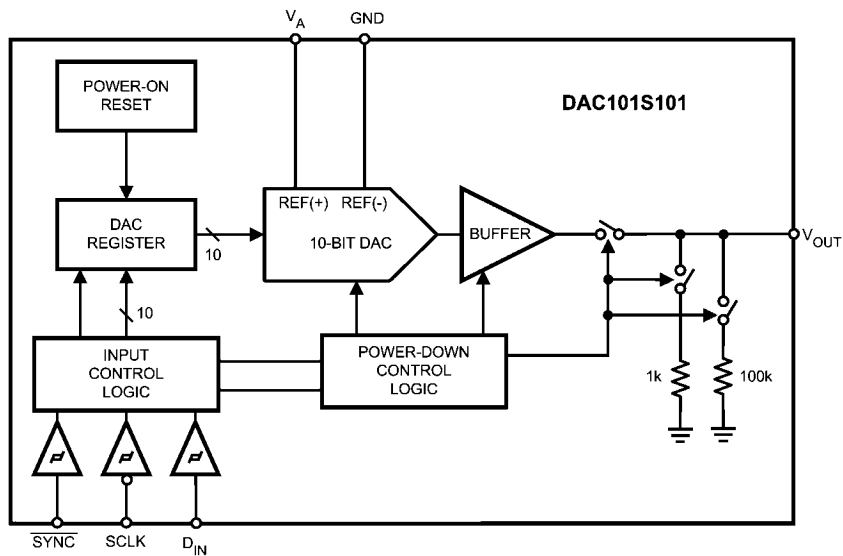 V_A
GND
POWER-ON
RESET
DAC101S101
REF(+)
REF(-)
DAC
REGISTER
10
10-BIT DAC
BUFFER
V_OUT
10
INPUT
CONTROL
LOGIC
POWER-DOWN
CONTROL
LOGIC
1k
100k
SYNC
SCLK
D_IN